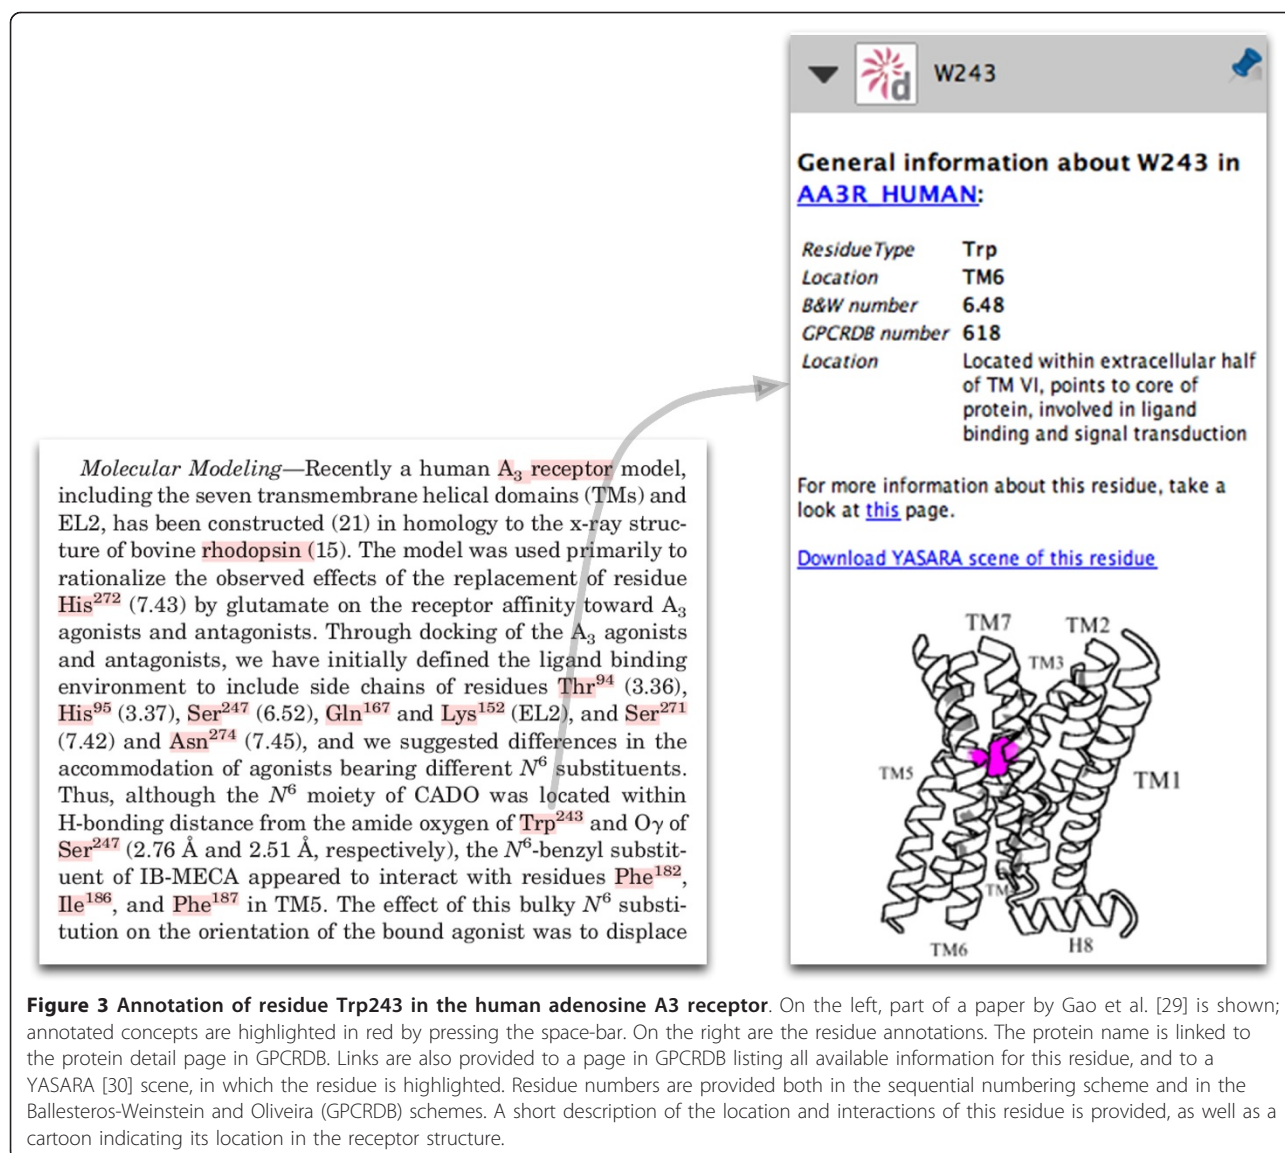 W243
General information about W243 in
AA3R_HUMAN:
ResidueType Trp
Location TM6
B&W number 6.48
GPCRDB number 618
Location Located within extracellular half
of TM VI, points to core of
protein, involved in ligand
binding and signal transduction
For more information about this residue, take a
look at this page.
Download YASARA scene of this residue
TM7
TM2
TM3
TM5
TM1
TM
TM6
H8
Molecular Modeling—Recently a human A₃ receptor model,
including the seven transmembrane helical domains (TMs) and
EL2, has been constructed (21) in homology to the x-ray struc-
ture of bovine rhodopsin (15). The model was used primarily to
rationalize the observed effects of the replacement of residue
His²⁷² (7.43) by glutamate on the receptor affinity toward A₃
agonists and antagonists. Through docking of the A₃ agonists
and antagonists, we have initially defined the ligand binding
environment to include side chains of residues Thr⁹⁴ (3.36),
His⁹⁵ (3.37), Ser²⁴⁷ (6.52), Gln¹⁶⁷ and Lys¹⁵² (EL2), and Ser²⁷¹
(7.42) and Asn²⁷⁴ (7.45), and we suggested differences in the
accommodation of agonists bearing different N⁶ substituents.
Thus, although the N⁶ moiety of CADO was located within
H-bonding distance from the amide oxygen of Trp²⁴³ and Oγ of
Ser²⁴⁷ (2.76 Å and 2.51 Å, respectively), the N⁶-benzyl substit-
uent of IB-MECA appeared to interact with residues Phe¹⁸²,
Ile¹⁸⁶, and Phe¹⁸⁷ in TM5. The effect of this bulky N⁶ substi-
tution on the orientation of the bound agonist was to displace
Figure 3 Annotation of residue Trp243 in the human adenosine A3 receptor. On the left, part of a paper by Gao et al. [29] is shown;
annotated concepts are highlighted in red by pressing the space-bar. On the right are the residue annotations. The protein name is linked to
the protein detail page in GPCRDB. Links are also provided to a page in GPCRDB listing all available information for this residue, and to a
YASARA [30] scene, in which the residue is highlighted. Residue numbers are provided both in the sequential numbering scheme and in the
Ballesteros-Weinstein and Oliveira (GPCRDB) schemes. A short description of the location and interactions of this residue is provided, as well as a
cartoon indicating its location in the receptor structure.